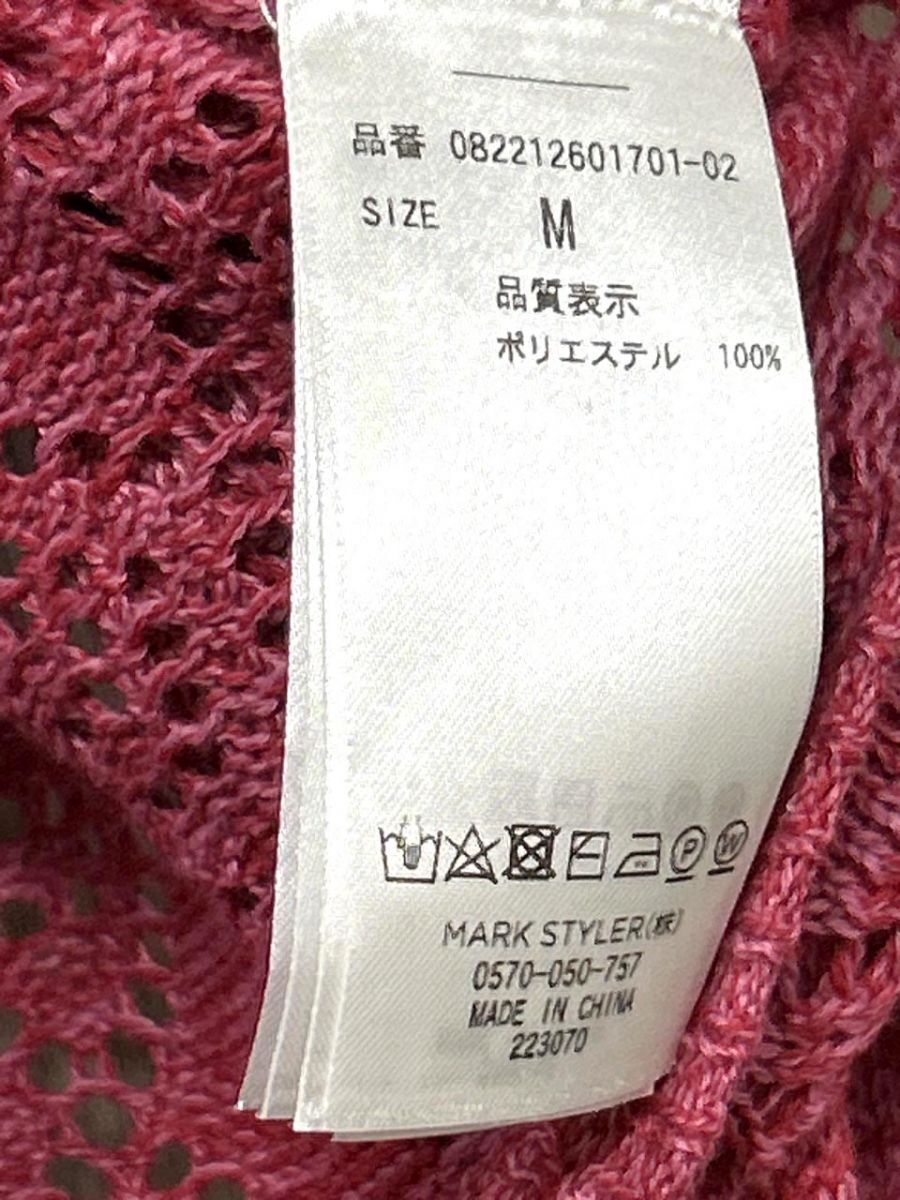 品番 082212601701-02
SIZE M
品質表示
ポリエステル 100%
P W
MARK STYLER(株)
0570-050-757
MADE IN CHINA
223070